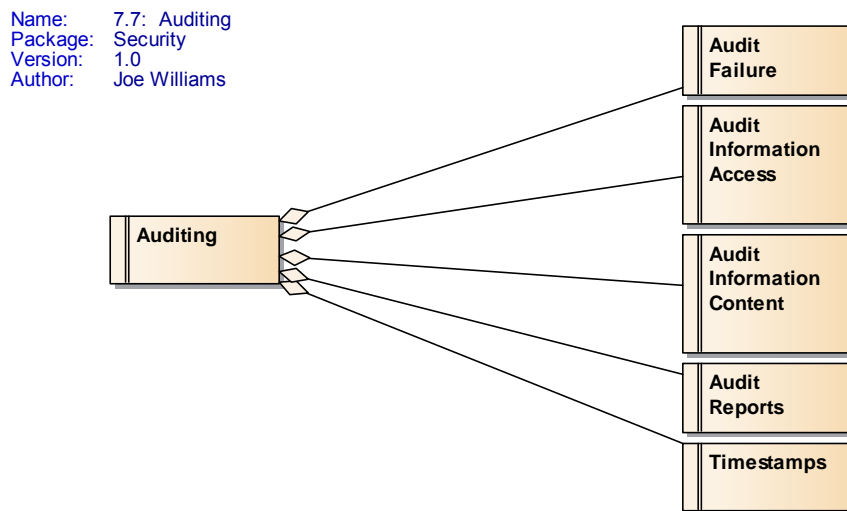 Name: 7.7: Auditing
Package: Security
Version: 1.0
Author: Joe Williams
Audit
Failure
Audit
Information
Access
Auditing
Audit
Information
Content
Audit
Reports
Timestamps